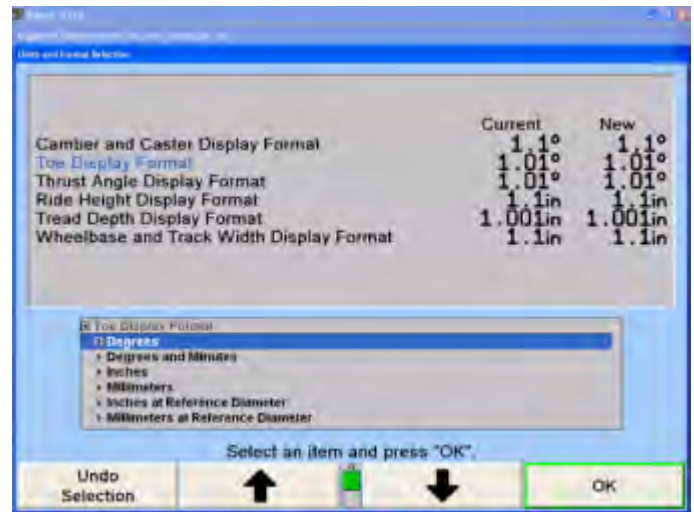 Units and Format Selection
Current New
Camber and Caster Display Format 1.1° 1.1°
Toe Display Format 1.01° 1.01°
Thrust Angle Display Format 1.01° 1.01°
Ride Height Display Format 1.1in 1.1in
Tread Depth Display Format 1.001in 1.001in
Wheelbase and Track Width Display Format 1.1in 1.1in
Toe Display Format
Degrees
Degrees and Minutes
Inches
Millimeters
Inches at Reference Diameter
Millimeters at Reference Diameter
Select an item and press "OK".
Undo
Selection
OK